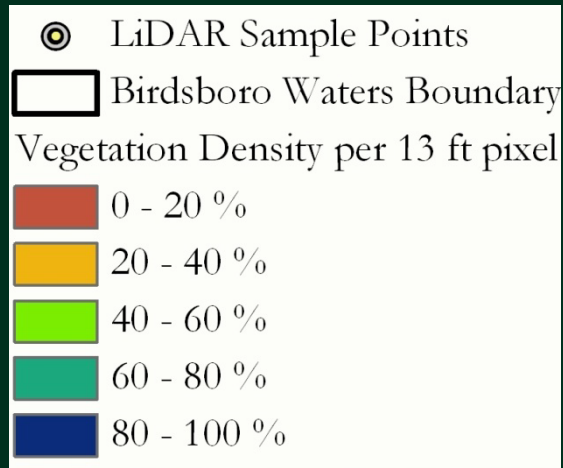 LiDAR Sample Points
Birdsboro Waters Boundary
Vegetation Density per 13 ft pixel
0 - 20 %
20 - 40 %
40 - 60 %
60 - 80 %
80 - 100 %